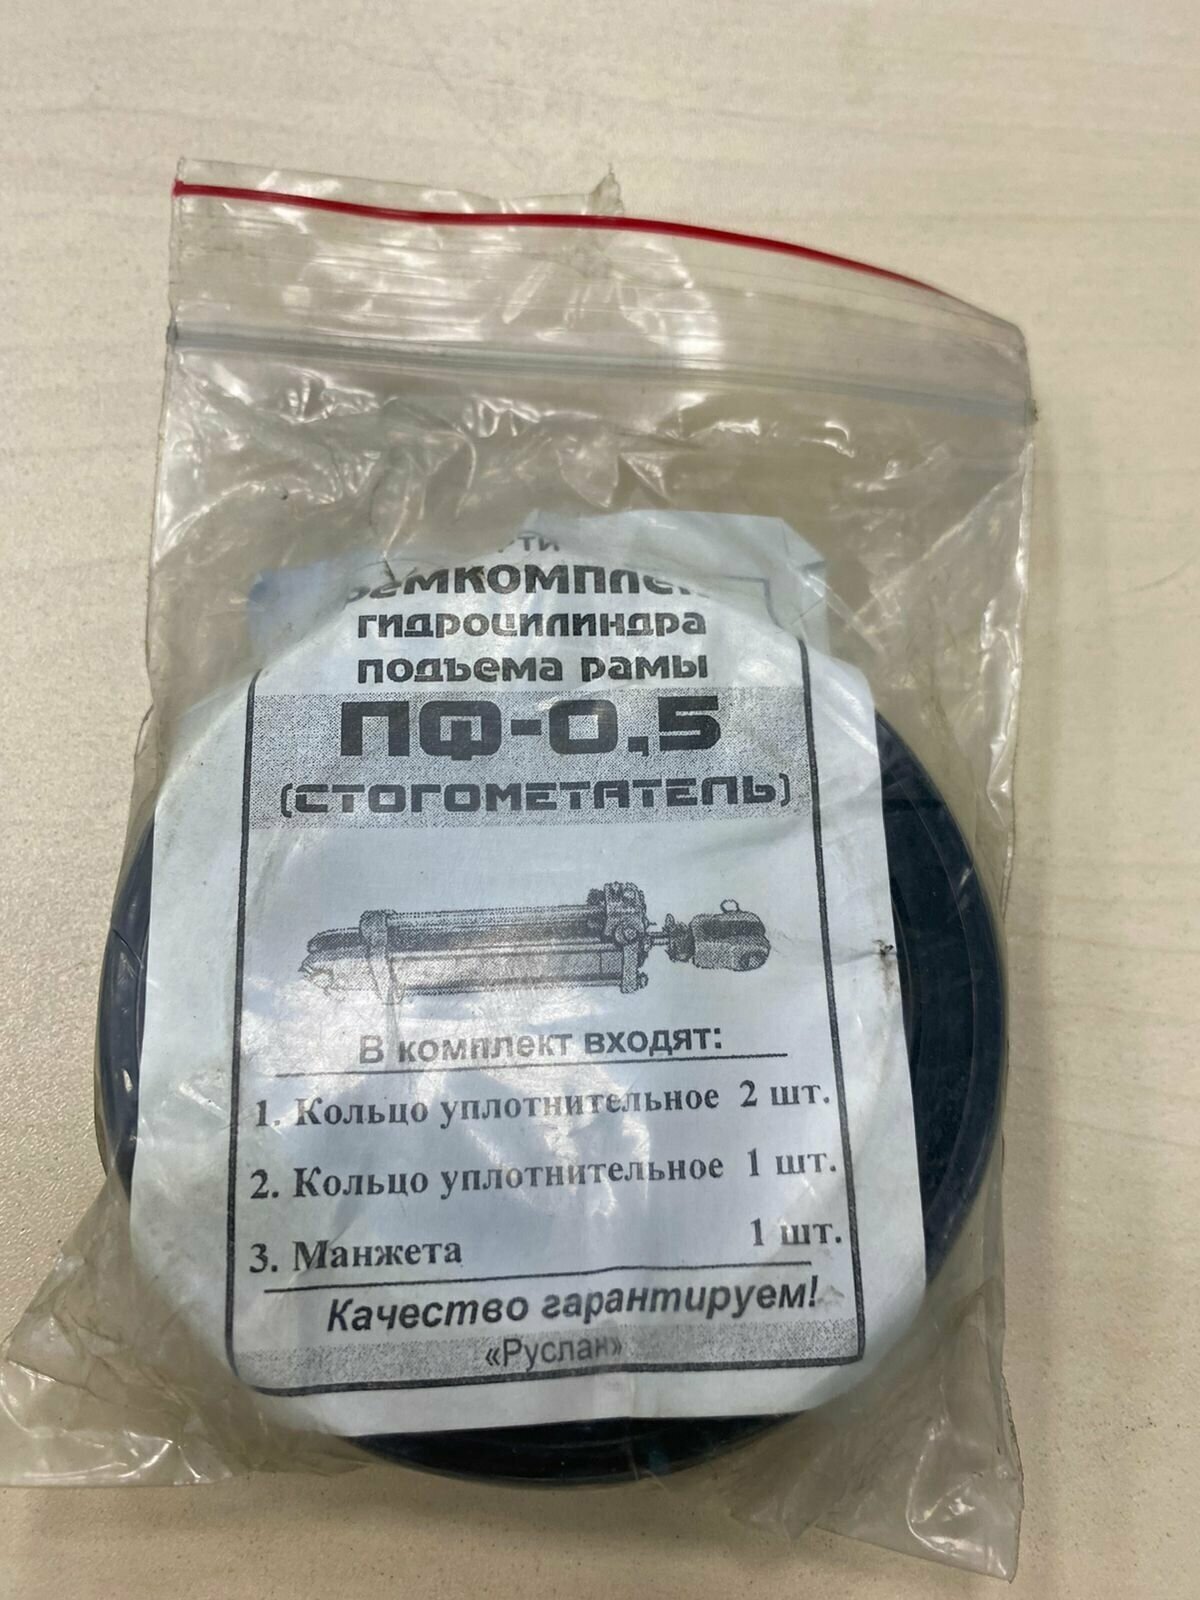 РТИ
Ремкомплект
гидроцилиндра
подъема рамы
ПФ-0,5
(СТОГОМЕТАТЕЛЬ)
В комплект входят:
1. Кольцо уплотнительное 2 шт.
2. Кольцо уплотнительное 1 шт.
3. Манжета 1 шт.
Качество гарантируем!
«Руслан»